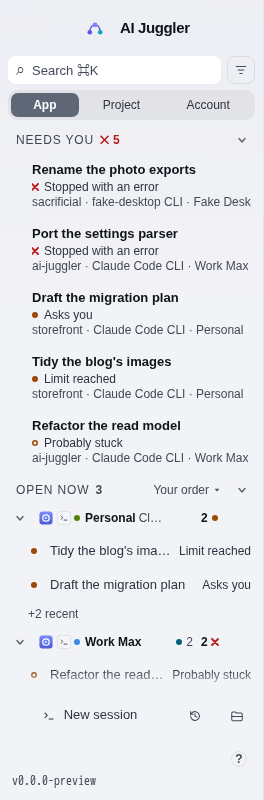 AI Juggler
Search ⌘K
App Project Account
NEEDS YOU 5
Rename the photo exports
Stopped with an error
sacrificial · fake-desktop CLI · Fake Desk
Port the settings parser
Stopped with an error
ai-juggler · Claude Code CLI · Work Max
Draft the migration plan
Asks you
storefront · Claude Code CLI · Personal
Tidy the blog's images
Limit reached
storefront · Claude Code CLI · Personal
Refactor the read model
Probably stuck
ai-juggler · Claude Code CLI · Work Max
OPEN NOW 3 Your order
Personal Cl… 2
Tidy the blog's ima… Limit reached
Draft the migration plan Asks you
+2 recent
Work Max 2 2
Refactor the read… Probably stuck
New session
?
v0.0.0-preview